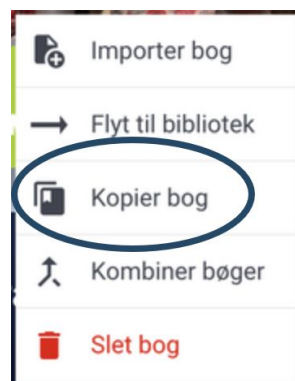 Importer bog
Flyt til bibliotek
Kopier bog
Kombiner bøger
Slet bog